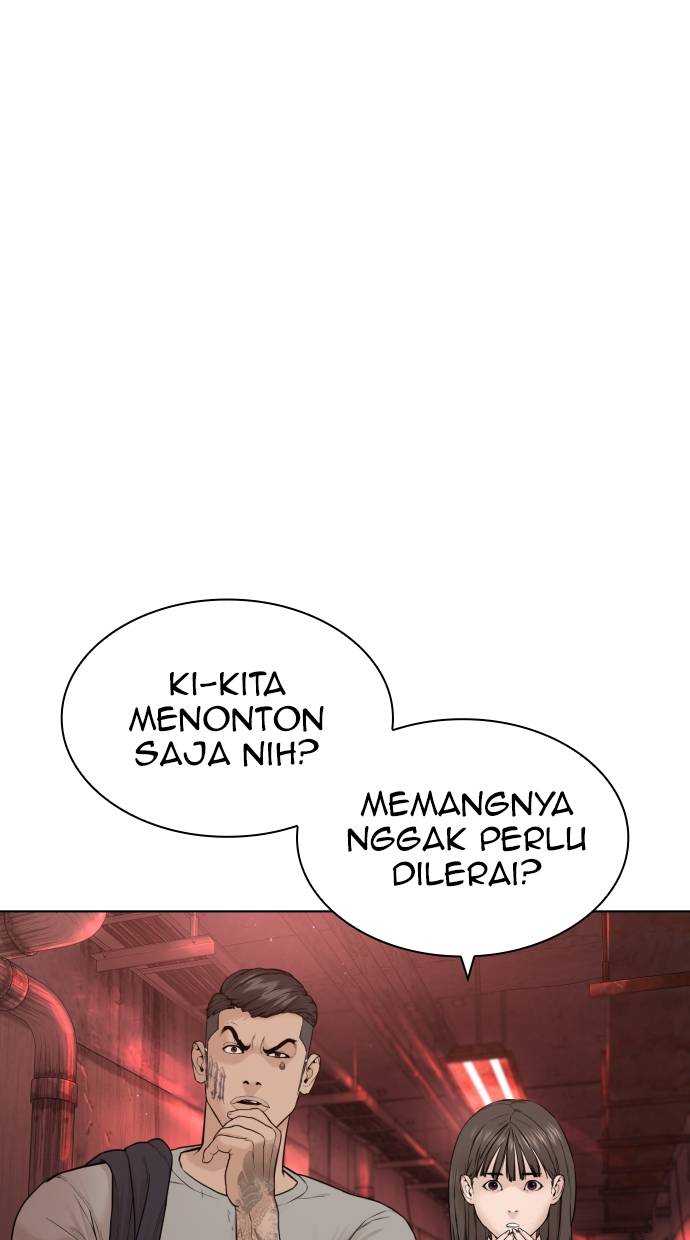 KI-KITA
MENONTON
SAJA NIH?
MEMANGNYA
NGGAK PERLU
DILERAI?